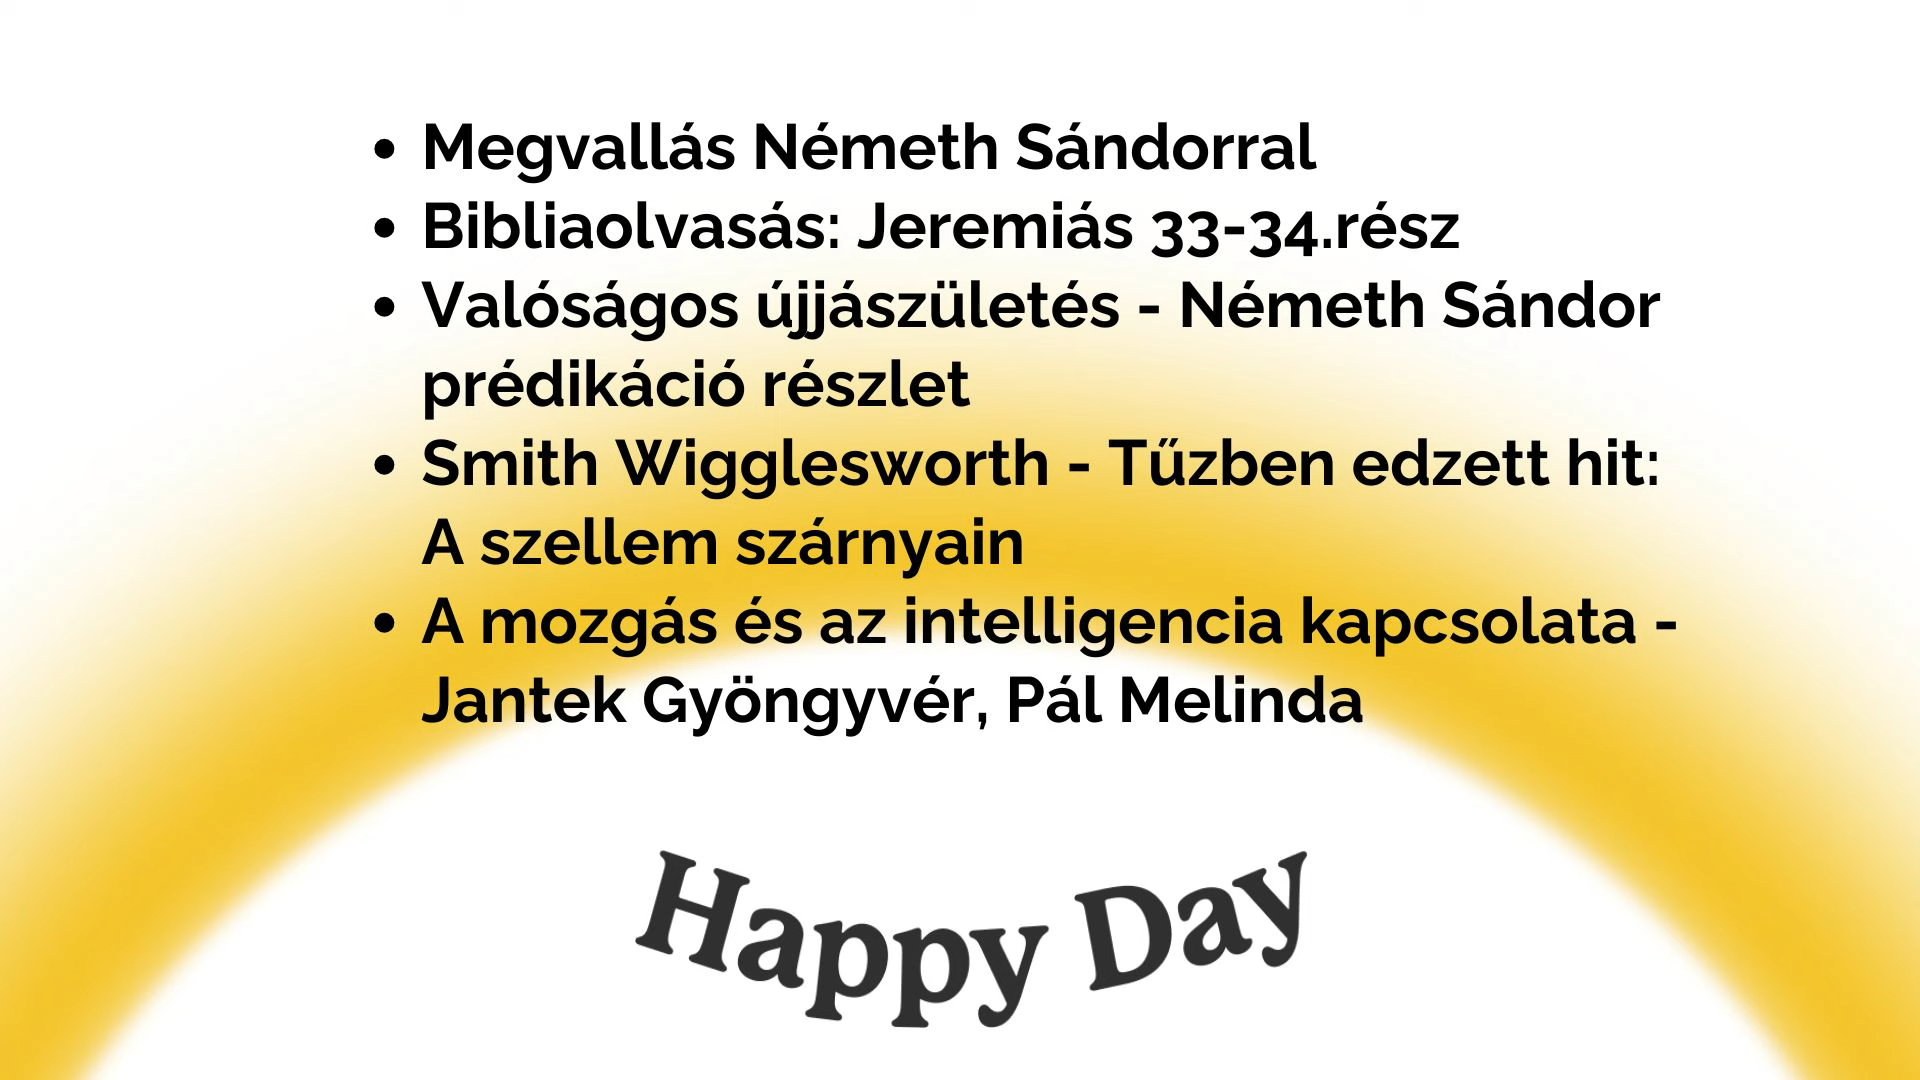 • Megvallás Németh Sándorral
• Bibliaolvasás: Jeremiás 33-34.rész
• Valóságos újjászületés - Németh Sándor
prédikáció részlet
• Smith Wigglesworth - Tűzben edzett hit:
A szellem szárnyain
• A mozgás és az intelligencia kapcsolata -
Jantek Gyöngyvér, Pál Melinda
Happy Day